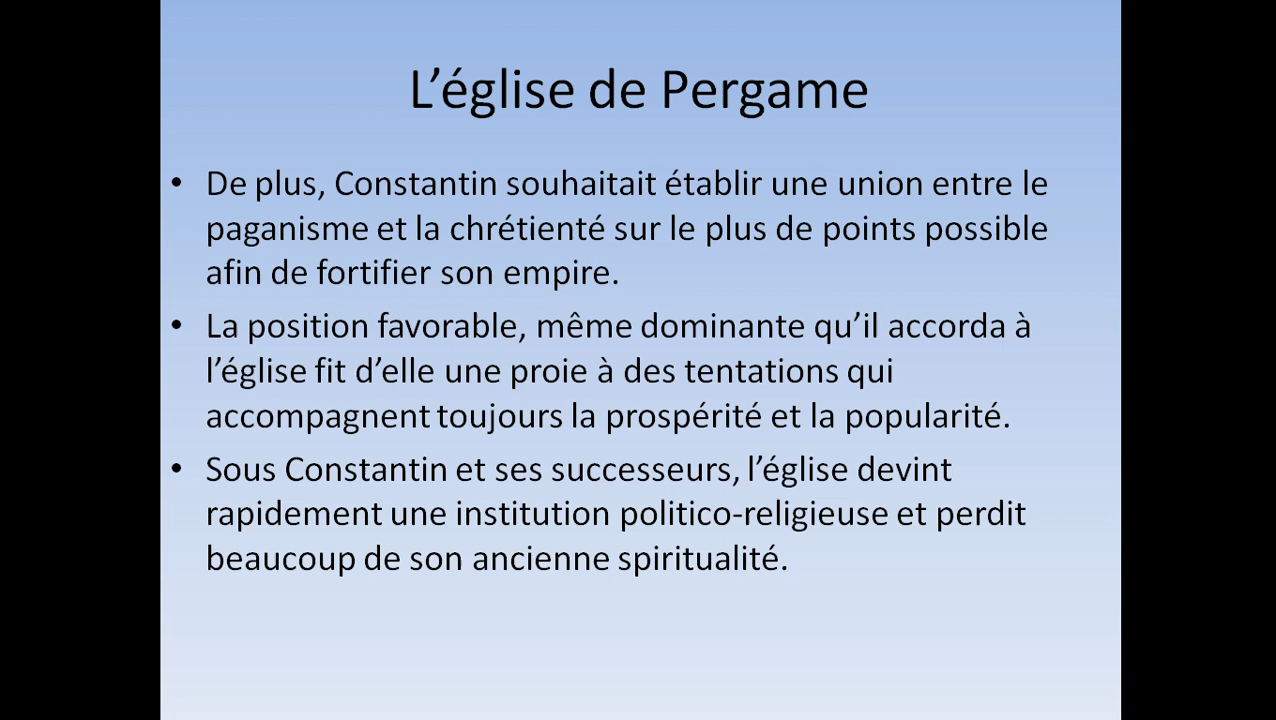 L’église de Pergame
• De plus, Constantin souhaitait établir une union entre le
paganisme et la chrétienté sur le plus de points possible
afin de fortifier son empire.
• La position favorable, même dominante qu’il accorda à
l’église fit d’elle une proie à des tentations qui
accompagnent toujours la prospérité et la popularité.
• Sous Constantin et ses successeurs, l’église devint
rapidement une institution politico-religieuse et perdit
beaucoup de son ancienne spiritualité.